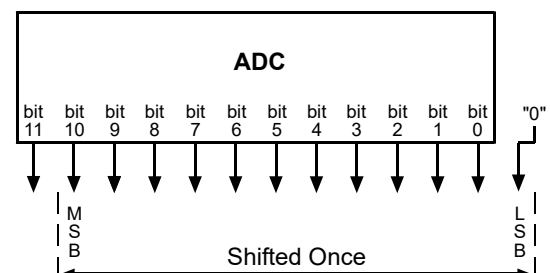 ADC
bit bit bit bit bit bit bit bit bit bit bit bit "0"
11 10 9 8 7 6 5 4 3 2 1 0
M L
S S
B B
Shifted Once